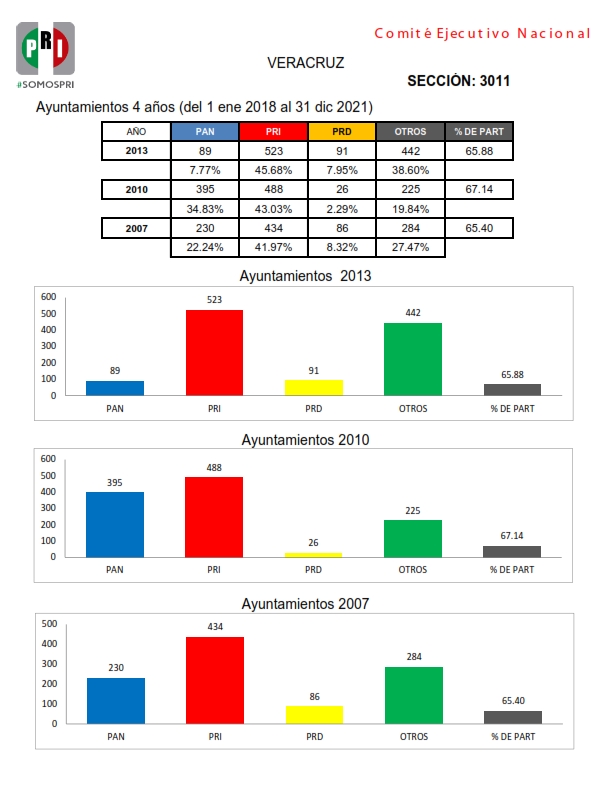 Comité Ejecutivo Nacional
PRI
#SOMOSPRI
VERACRUZ
SECCIÓN: 3011
Ayuntamientos 4 años (del 1 ene 2018 al 31 dic 2021)
AÑO PAN PRI PRD OTROS % DE PART
2013 89 523 91 442 65.88
7.77% 45.68% 7.95% 38.60%
2010 395 488 26 225 67.14
34.83% 43.03% 2.29% 19.84%
2007 230 434 86 284 65.40
22.24% 41.97% 8.32% 27.47%
Ayuntamientos 2013
600
500
400
300
200
100
0
89 523 91 442 65.88
PAN PRI PRD OTROS % DE PART
Ayuntamientos 2010
600
500
400
300
200
100
0
395 488 26 225 67.14
PAN PRI PRD OTROS % DE PART
Ayuntamientos 2007
500
400
300
200
100
0
230 434 86 284 65.40
PAN PRI PRD OTROS % DE PART